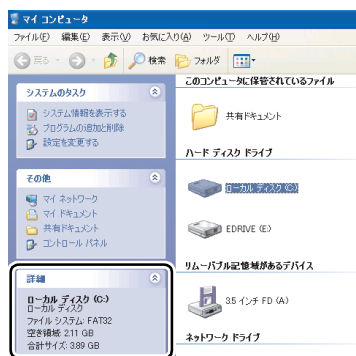 マイ コンピュータ
ファイル(F) 編集(E) 表示(V) お気に入り(A) ツール(T) ヘルプ(H)
戻る 検索 フォルダ
システムのタスク
システム情報を表示する
プログラムの追加と削除
設定を変更する
その他
マイ ネットワーク
マイ ドキュメント
共有ドキュメント
コントロール パネル
詳細
ローカル ディスク (C:)
ローカル ディスク
ファイル システム: FAT32
空き領域: 2.11 GB
合計サイズ: 3.89 GB
このコンピュータに保管されているファイル
共有ドキュメント
ハード ディスク ドライブ
ローカル ディスク (C:)
EDRIVE (E:)
リムーバブル記憶域があるデバイス
3.5 インチ FD (A:)
ネットワーク ドライブ